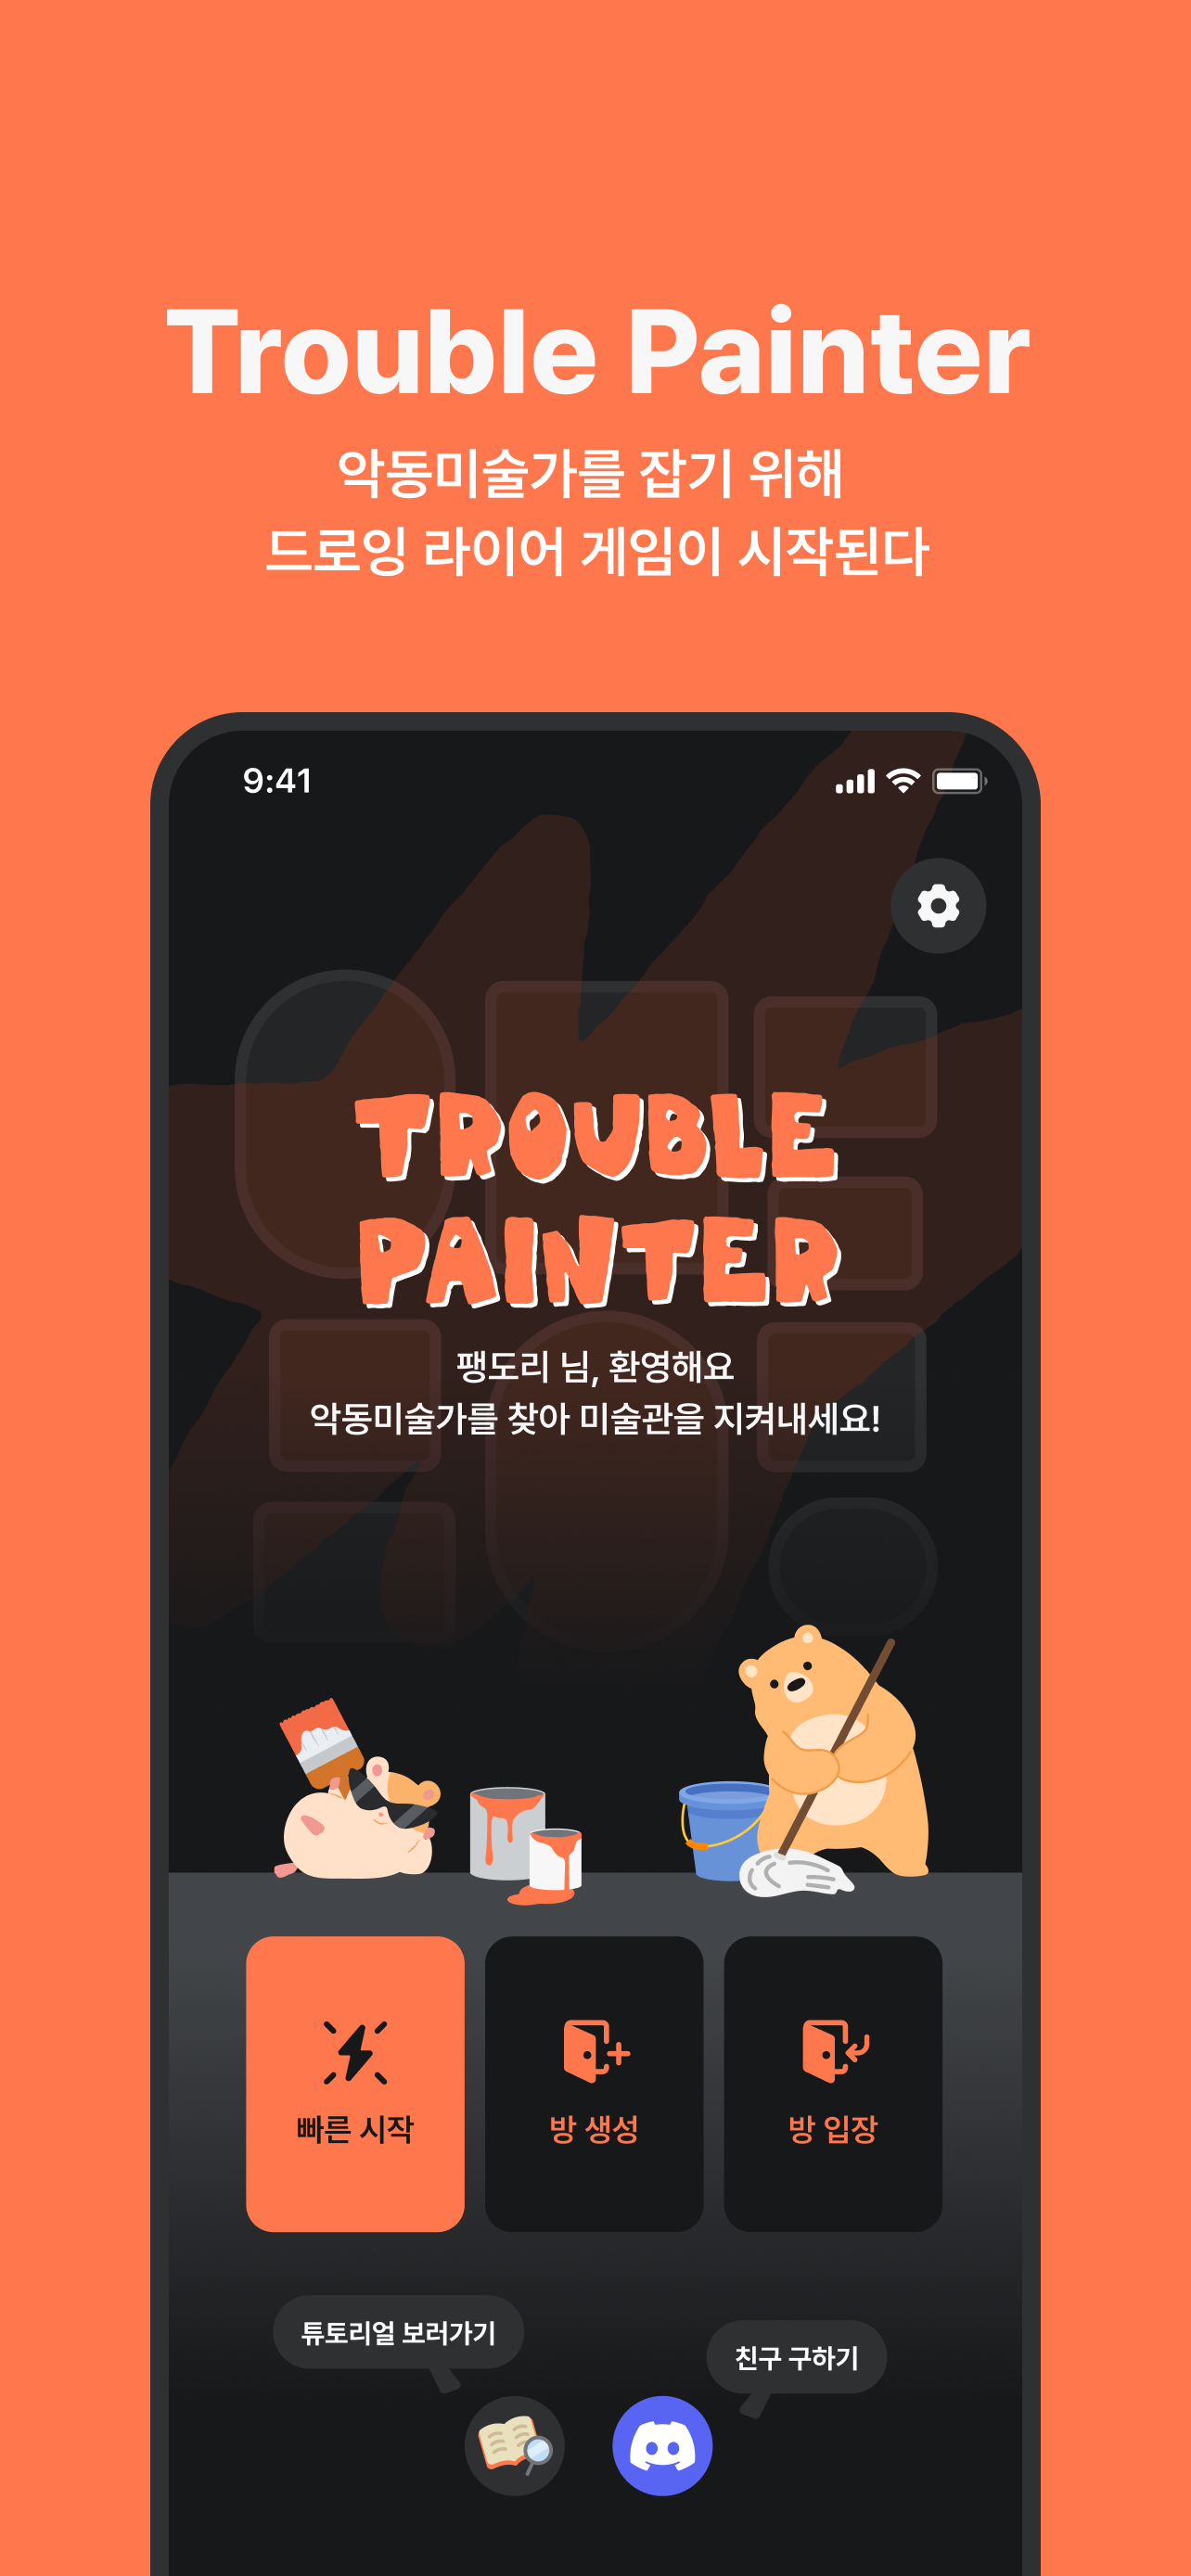 Trouble Painter
악동미술가를 잡기 위해
드로잉 라이어 게임이 시작된다
9:41
TROUBLE
PAINTER
팽도리 님, 환영해요
악동미술가를 찾아 미술관을 지켜내세요!
빠른 시작
방 생성
방 입장
튜토리얼 보러가기
친구 구하기